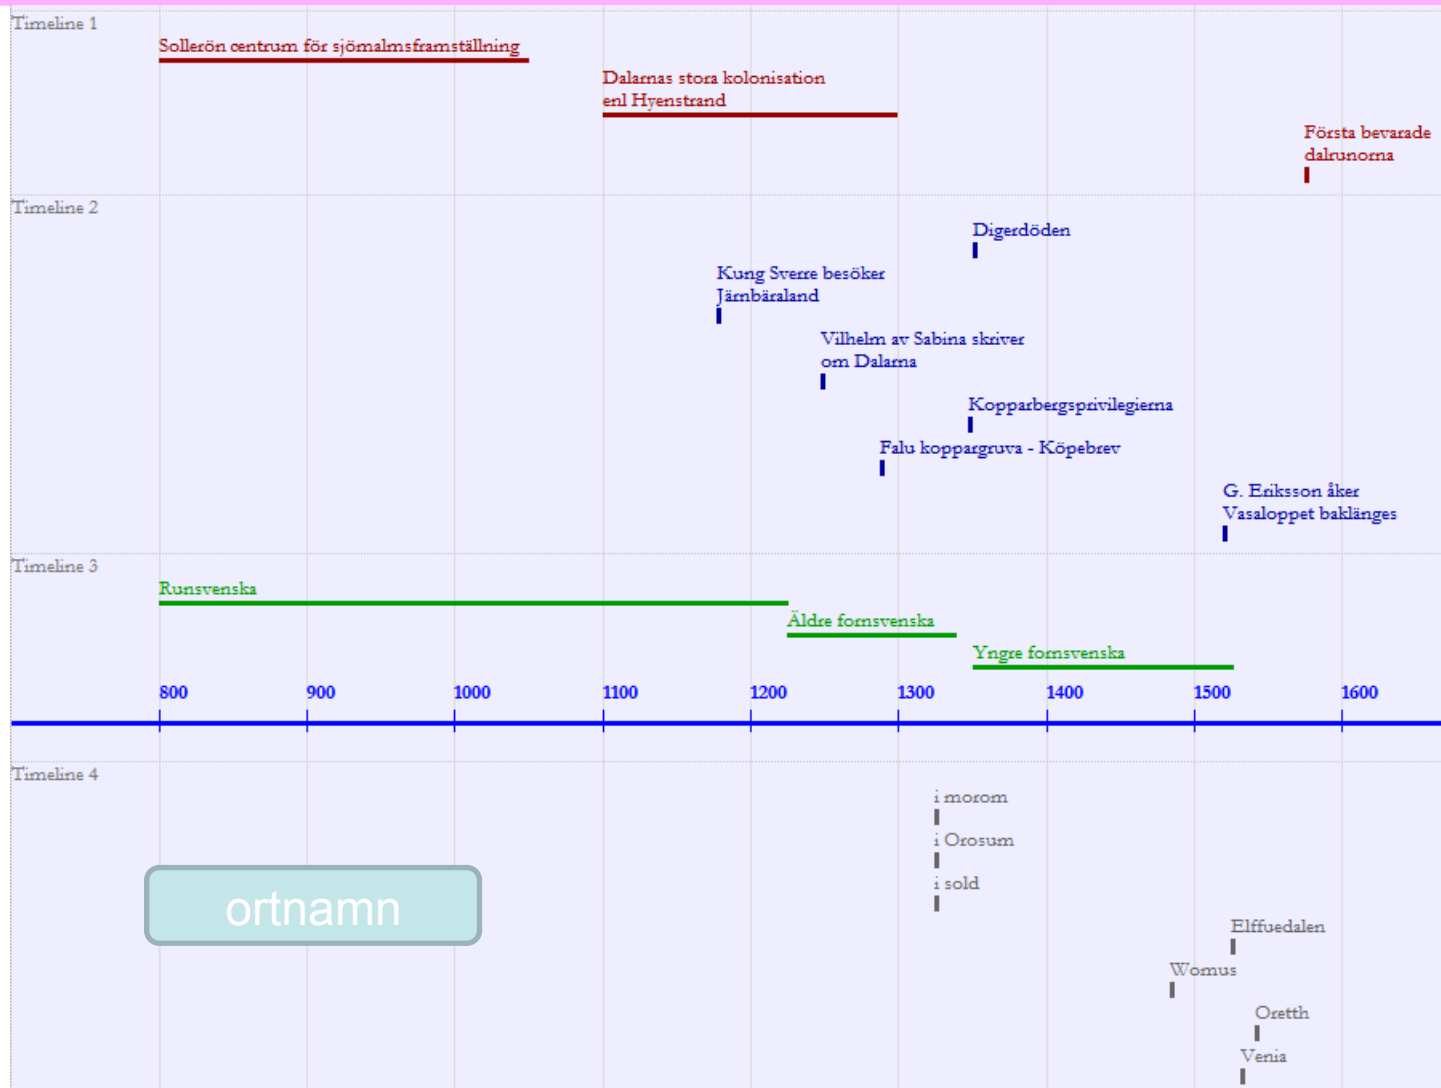 Timeline 1
Sollerön centrum för sjömalmsframställning
Dalarnas stora kolonisation
enl Hyenstrand
Första bevarade
dalrunorna
Timeline 2
Digerdöden
Kung Sverre besöker
Järnbäraland
Vilhelm av Sabina skriver
om Dalarna
Kopparbergsprivilegierna
Falu koppargruva - Köpebrev
G. Eriksson åker
Vasaloppet baklänges
Timeline 3
Runsvenska
Äldre fornsvenska
Yngre fornsvenska
800 900 1000 1100 1200 1300 1400 1500 1600
Timeline 4
i morom
i Orosum
i sold
ortnamn
Elffuedalen
Womus
Oretth
Venia